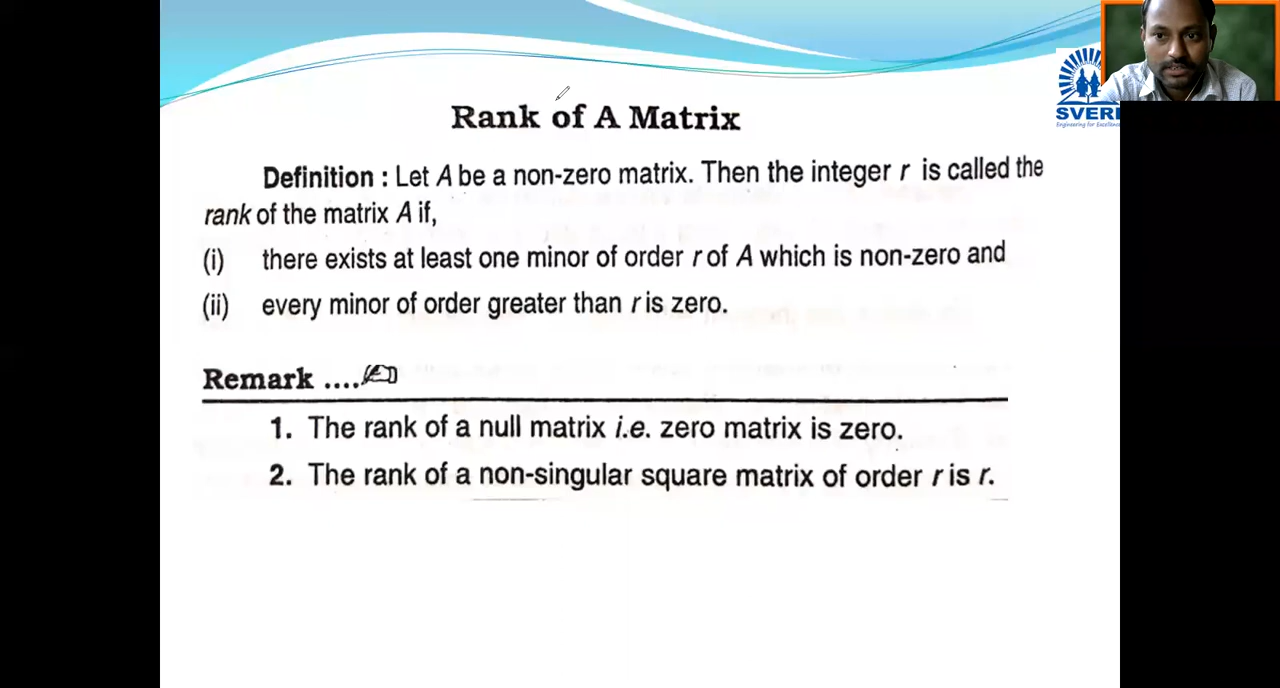 Rank of A Matrix
Definition : Let A be a non-zero matrix. Then the integer r is called the
rank of the matrix A if,
(i) there exists at least one minor of order r of A which is non-zero and
(ii) every minor of order greater than r is zero.
Remark ....
1. The rank of a null matrix i.e. zero matrix is zero.
2. The rank of a non-singular square matrix of order r is r.
SVERI
Engineering for Excellence